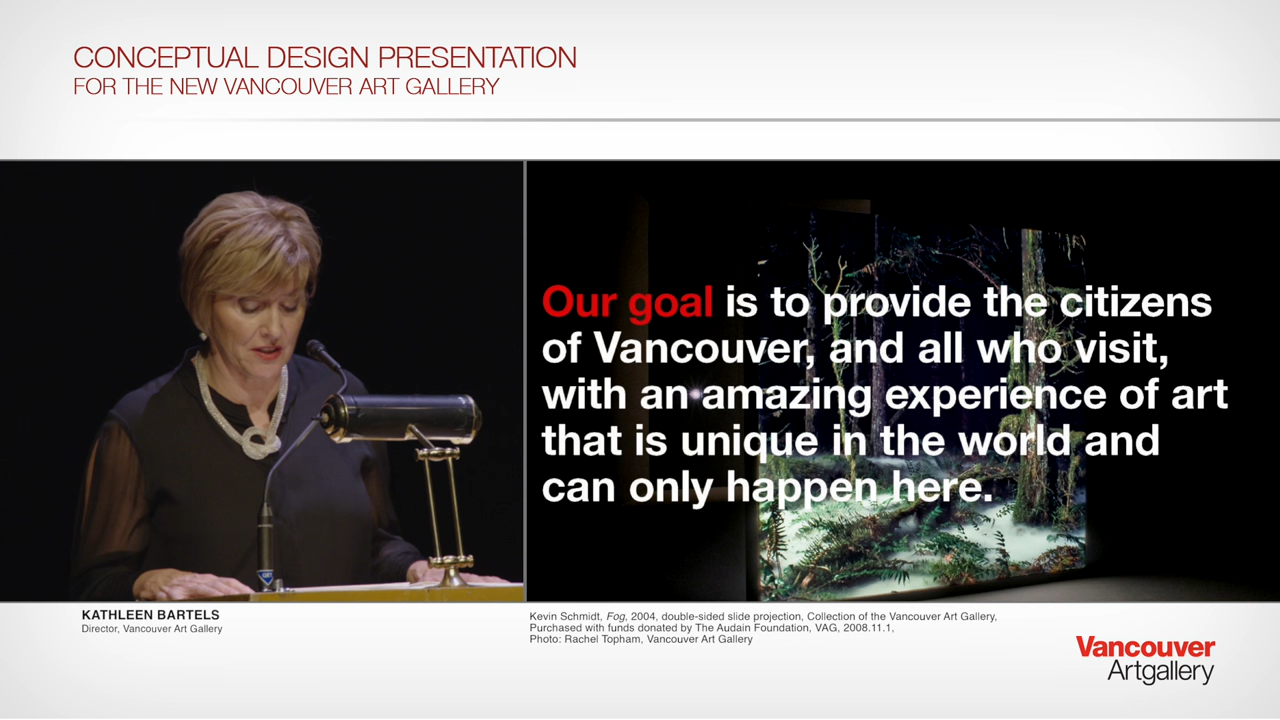 CONCEPTUAL DESIGN PRESENTATION
FOR THE NEW VANCOUVER ART GALLERY
Our goal is to provide the citizens
of Vancouver, and all who visit,
with an amazing experience of art
that is unique in the world and
can only happen here.
KATHLEEN BARTELS
Director, Vancouver Art Gallery
Kevin Schmidt, Fog, 2004, double-sided slide projection, Collection of the Vancouver Art Gallery,
Purchased with funds donated by The Audain Foundation, VAG, 2008.11.1,
Photo: Rachel Topham, Vancouver Art Gallery
Vancouver
Artgallery